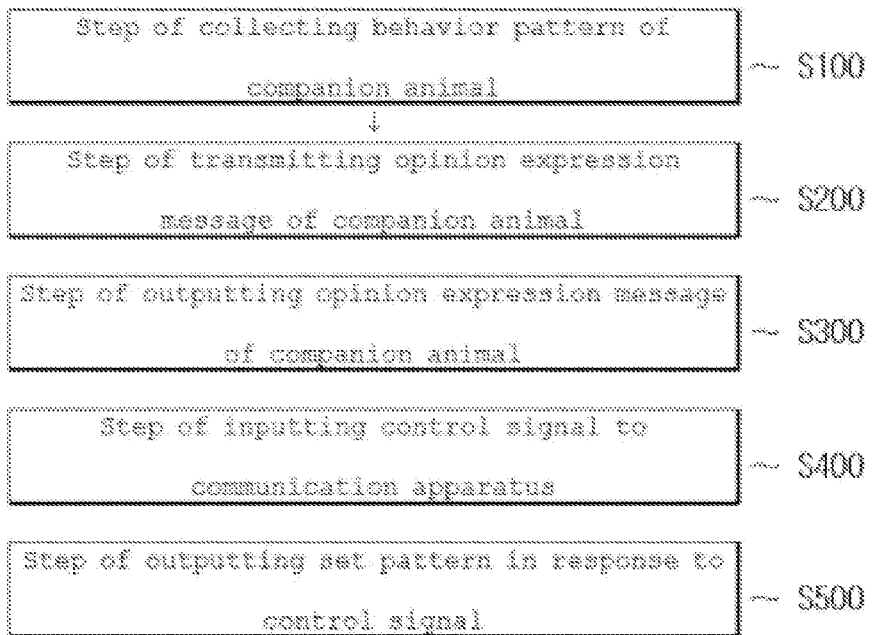 Step of collecting behavior pattern of
companion animal
~ S100
↓
Step of transmitting opinion expression
message of companion animal
~ S200
Step of outputting opinion expression message
of companion animal
~ S300
Step of inputting control signal to
communication apparatus
~ S400
Step of outputting set pattern in response to
control signal
~ S500